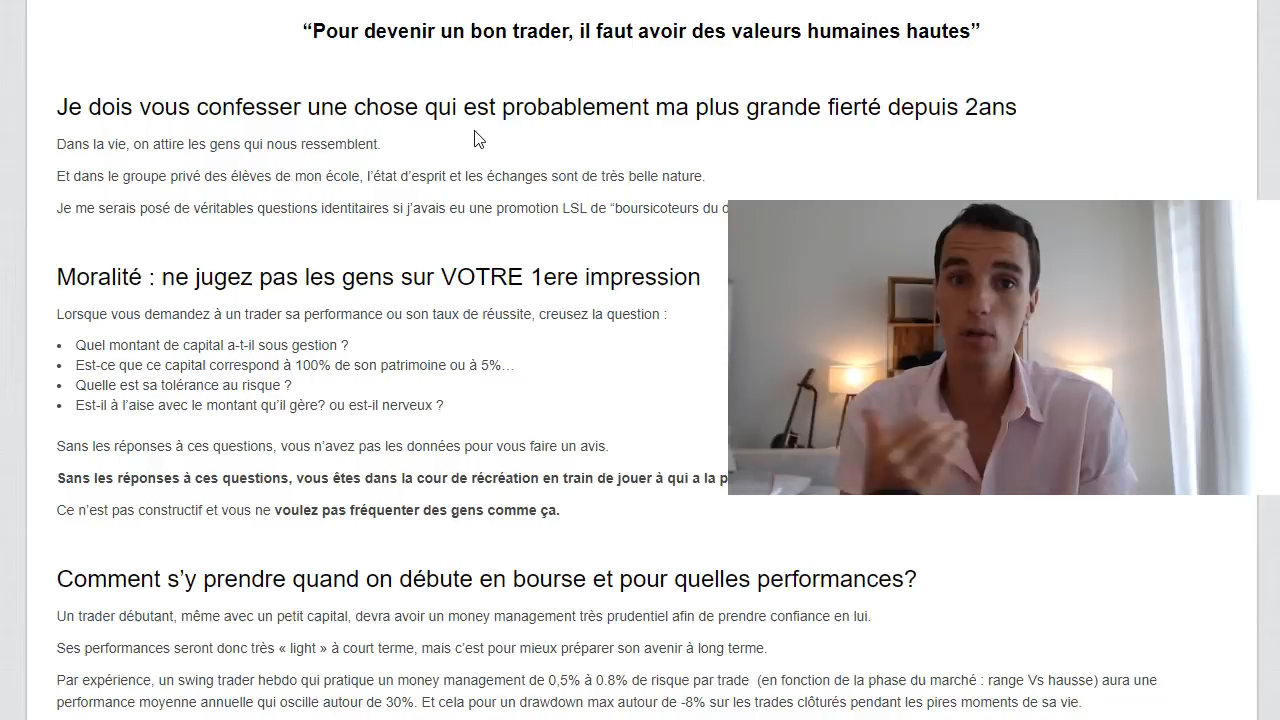 “Pour devenir un bon trader, il faut avoir des valeurs humaines hautes”
Je dois vous confesser une chose qui est probablement ma plus grande fierté depuis 2ans
Dans la vie, on attire les gens qui nous ressemblent.
Et dans le groupe privé des élèves de mon école, l’état d’esprit et les échanges sont de très belle nature.
Je me serais posé de véritables questions identitaires si j’avais eu une promotion LSL de “boursicoteurs du
Moralité : ne jugez pas les gens sur VOTRE 1ere impression
Lorsque vous demandez à un trader sa performance ou son taux de réussite, creusez la question :
• Quel montant de capital a-t-il sous gestion ?
• Est-ce que ce capital correspond à 100% de son patrimoine ou à 5%…
• Quelle est sa tolérance au risque ?
• Est-il à l’aise avec le montant qu’il gère? ou est-il nerveux ?
Sans les réponses à ces questions, vous n’avez pas les données pour vous faire un avis.
Sans les réponses à ces questions, vous êtes dans la cour de récréation en train de jouer à qui a la
Ce n’est pas constructif et vous ne voulez pas fréquenter des gens comme ça.
Comment s’y prendre quand on débute en bourse et pour quelles performances?
Un trader débutant, même avec un petit capital, devra avoir un money management très prudentiel afin de prendre confiance en lui.
Ses performances seront donc très « light » à court terme, mais c’est pour mieux préparer son avenir à long terme.
Par expérience, un swing trader hebdo qui pratique un money management de 0,5% à 0.8% de risque par trade (en fonction de la phase du marché : range Vs hausse) aura une
performance moyenne annuelle qui oscille autour de 30%. Et cela pour un drawdown max autour de -8% sur les trades clôturés pendant les pires moments de sa vie.